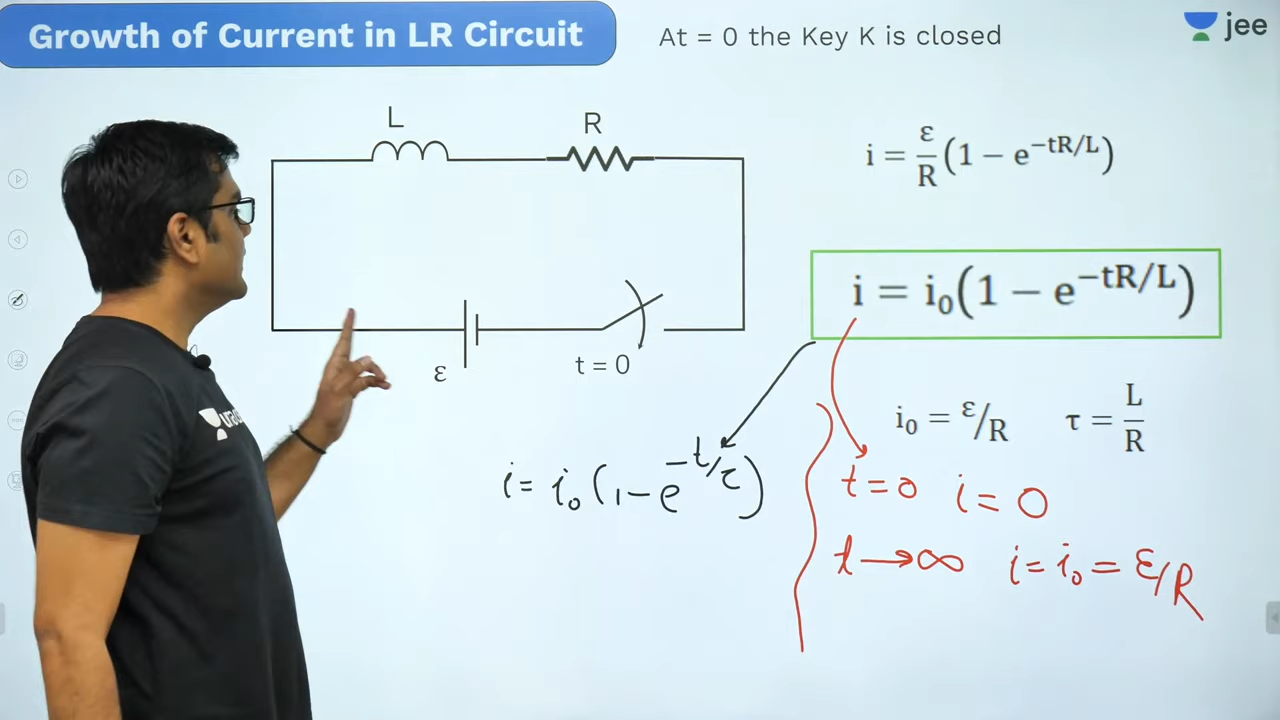 Growth of Current in LR Circuit
At = 0 the Key K is closed
jee
L
R
i = ε/R (1 − e^−tR/L)
i = i₀(1 − e^−tR/L)
ε
t = 0
i₀ = ε/R
τ = L/R
i = i₀ (1 − e^−t/τ)
t = 0 i = 0
t → ∞ i = i₀ = ε/R